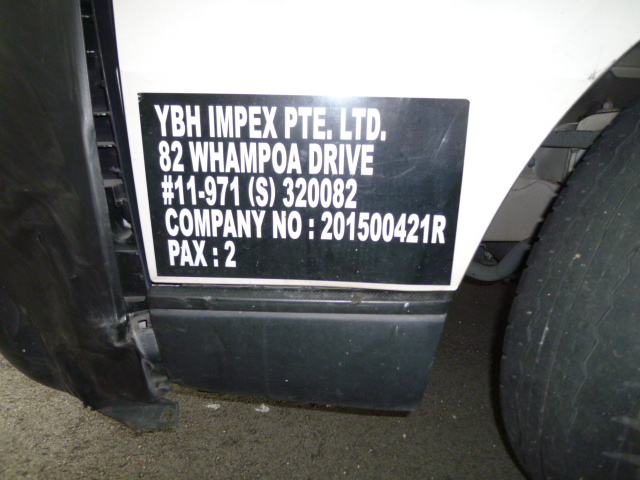 YBH IMPEX PTE. LTD.
82 WHAMPOA DRIVE
#11-971 (S) 320082
COMPANY NO : 201500421R
PAX : 2